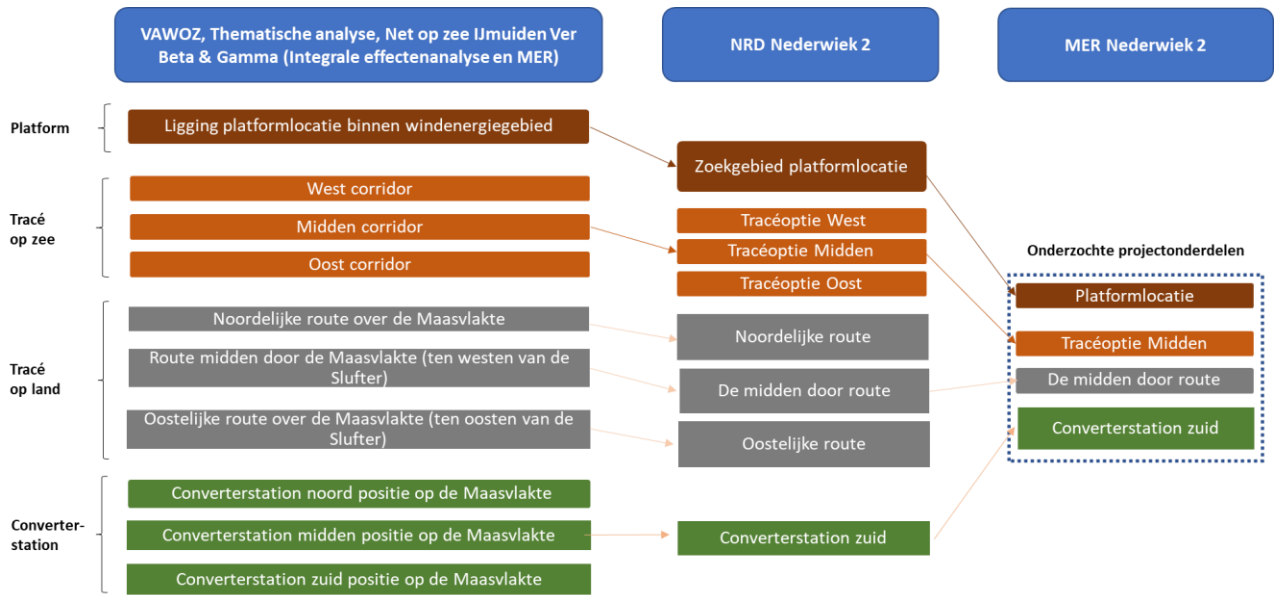 VAWOZ, Thematische analyse, Net op zee IJmuiden Ver
Beta & Gamma (Integrale effectenanalyse en MER)
NRD Nederwiek 2
MER Nederwiek 2
Platform
Ligging platformlocatie binnen windenergiegebied
Zoekgebied platformlocatie
Tracé
op zee
West corridor
Midden corridor
Oost corridor
Tracéoptie West
Tracéoptie Midden
Tracéoptie Oost
Onderzochte projectonderdelen
Platformlocatie
Tracéoptie Midden
De midden door route
Converterstation zuid
Tracé
op land
Noordelijke route over de Maasvlakte
Route midden door de Maasvlakte (ten westen van de
Slufter)
Oostelijke route over de Maasvlakte (ten oosten van de
Slufter)
Noordelijke route
De midden door route
Oostelijke route
Converter-
station
Converterstation noord positie op de Maasvlakte
Converterstation midden positie op de Maasvlakte
Converterstation zuid positie op de Maasvlakte
Converterstation zuid